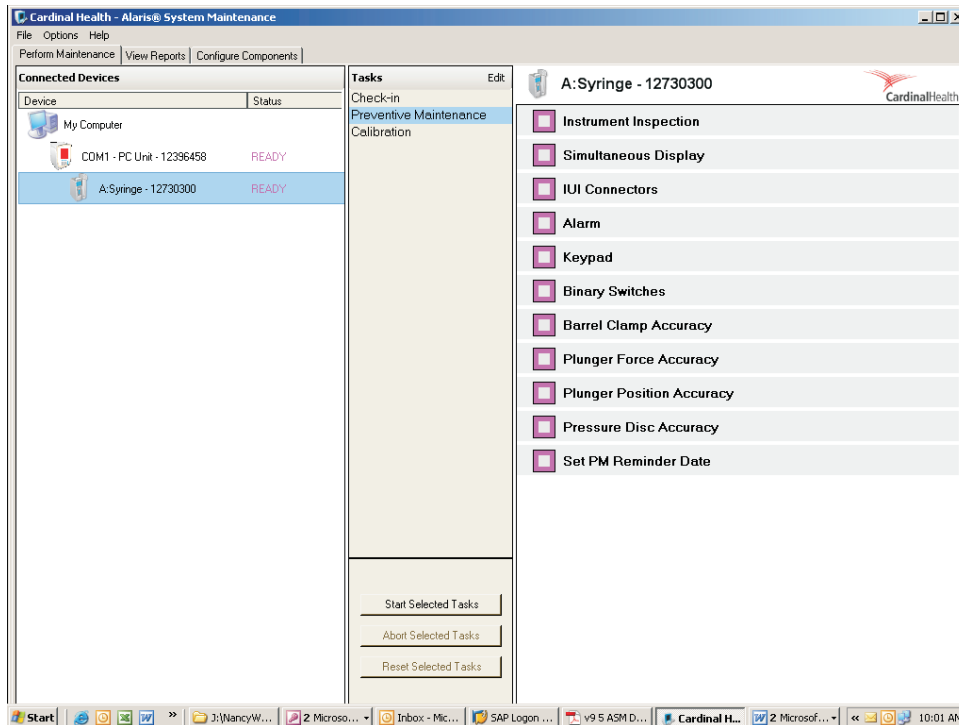 Cardinal Health - Alaris® System Maintenance
File Options Help
Perform Maintenance View Reports Configure Components
Connected Devices
Device Status
My Computer
COM1 - PC Unit - 12396458 READY
A:Syringe - 12730300 READY
Tasks Edit
Check-in
Preventive Maintenance
Calibration
Start Selected Tasks
Abort Selected Tasks
Reset Selected Tasks
A:Syringe - 12730300
CardinalHealth
Instrument Inspection
Simultaneous Display
IUI Connectors
Alarm
Keypad
Binary Switches
Barrel Clamp Accuracy
Plunger Force Accuracy
Plunger Position Accuracy
Pressure Disc Accuracy
Set PM Reminder Date
Start » J:\NancyW... 2 Microso... Inbox - Mic... SAP Logon ... v9 5 ASM D... Cardinal H... 2 Microsof... « 10:01 AM